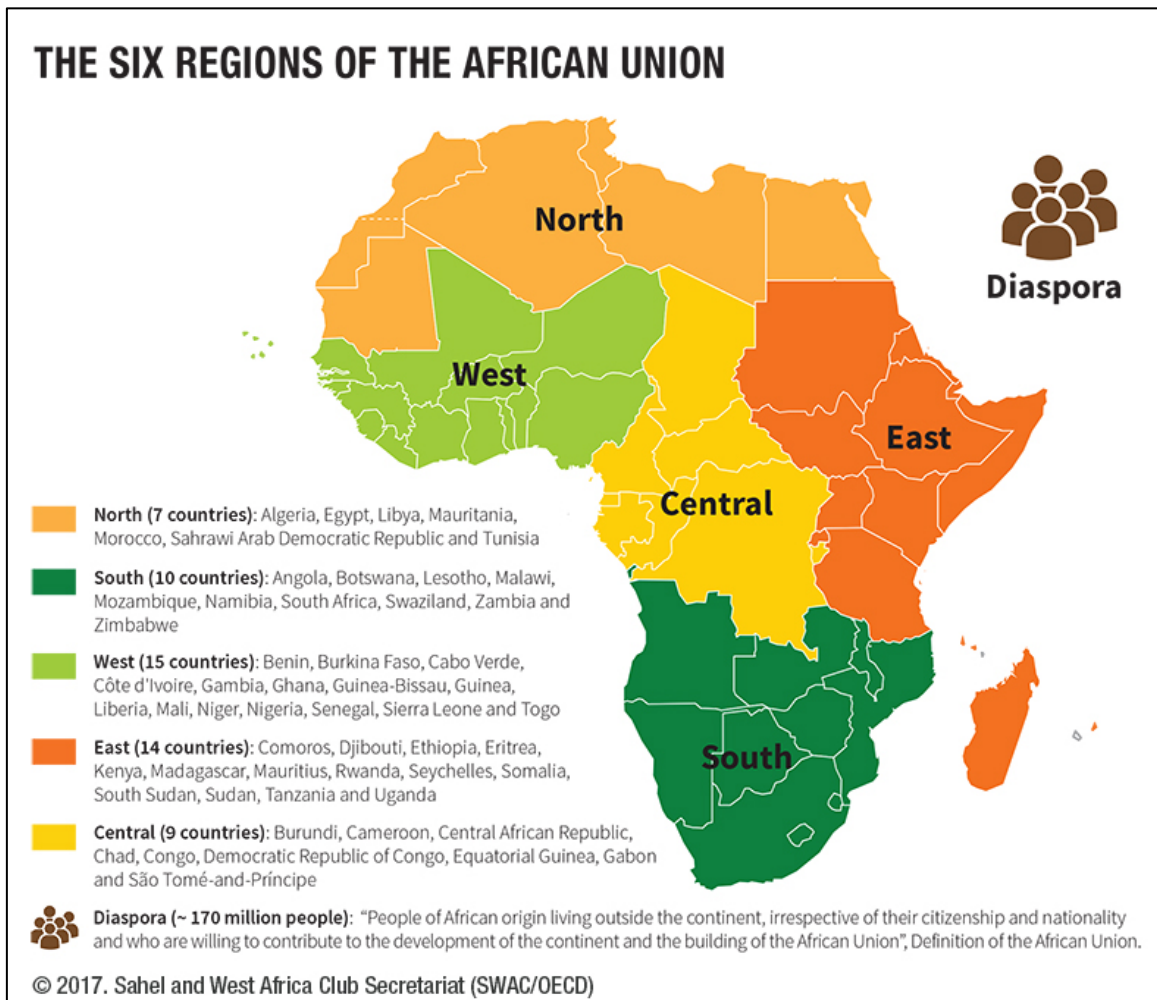 THE SIX REGIONS OF THE AFRICAN UNION
North
Diaspora
West
East
Central
South
North (7 countries): Algeria, Egypt, Libya, Mauritania,
Morocco, Sahrawi Arab Democratic Republic and Tunisia
South (10 countries): Angola, Botswana, Lesotho, Malawi,
Mozambique, Namibia, South Africa, Swaziland, Zambia and
Zimbabwe
West (15 countries): Benin, Burkina Faso, Cabo Verde,
Côte d'Ivoire, Gambia, Ghana, Guinea-Bissau, Guinea,
Liberia, Mali, Niger, Nigeria, Senegal, Sierra Leone and Togo
East (14 countries): Comoros, Djibouti, Ethiopia, Eritrea,
Kenya, Madagascar, Mauritius, Rwanda, Seychelles, Somalia,
South Sudan, Sudan, Tanzania and Uganda
Central (9 countries): Burundi, Cameroon, Central African Republic,
Chad, Congo, Democratic Republic of Congo, Equatorial Guinea, Gabon
and São Tomé-and-Príncipe
Diaspora (~ 170 million people): “People of African origin living outside the continent, irrespective of their citizenship and nationality
and who are willing to contribute to the development of the continent and the building of the African Union”, Definition of the African Union.
© 2017. Sahel and West Africa Club Secretariat (SWAC/OECD)